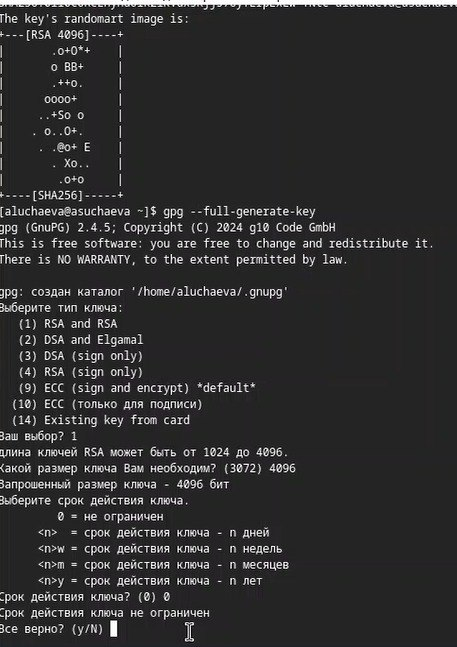 The key's randomart image is:
+---[RSA 4096]----+
|       .o+O*+    |
|       o BB+     |
|       .++o.     |
|      oooo+      |
|     ..+So o     |
|    . o..O+.     |
|     . .@o+ E    |
|       . Xo..    |
|        .o+o     |
+----[SHA256]-----+
[aluchaeva@asuchaeva ~]$ gpg --full-generate-key
gpg (GnuPG) 2.4.5; Copyright (C) 2024 g10 Code GmbH
This is free software: you are free to change and redistribute it.
There is NO WARRANTY, to the extent permitted by law.
gpg: создан каталог '/home/aluchaeva/.gnupg'
Выберите тип ключа:
(1) RSA and RSA
(2) DSA and Elgamal
(3) DSA (sign only)
(4) RSA (sign only)
(9) ECC (sign and encrypt) *default*
(10) ECC (только для подписи)
(14) Existing key from card
Ваш выбор? 1
длина ключей RSA может быть от 1024 до 4096.
Какой размер ключа Вам необходим? (3072) 4096
Запрошенный размер ключа - 4096 бит
Выберите срок действия ключа.
0 = не ограничен
<n> = срок действия ключа - n дней
<n>w = срок действия ключа - n недель
<n>m = срок действия ключа - n месяцев
<n>y = срок действия ключа - n лет
Срок действия ключа? (0) 0
Срок действия ключа не ограничен
Все верно? (y/N)